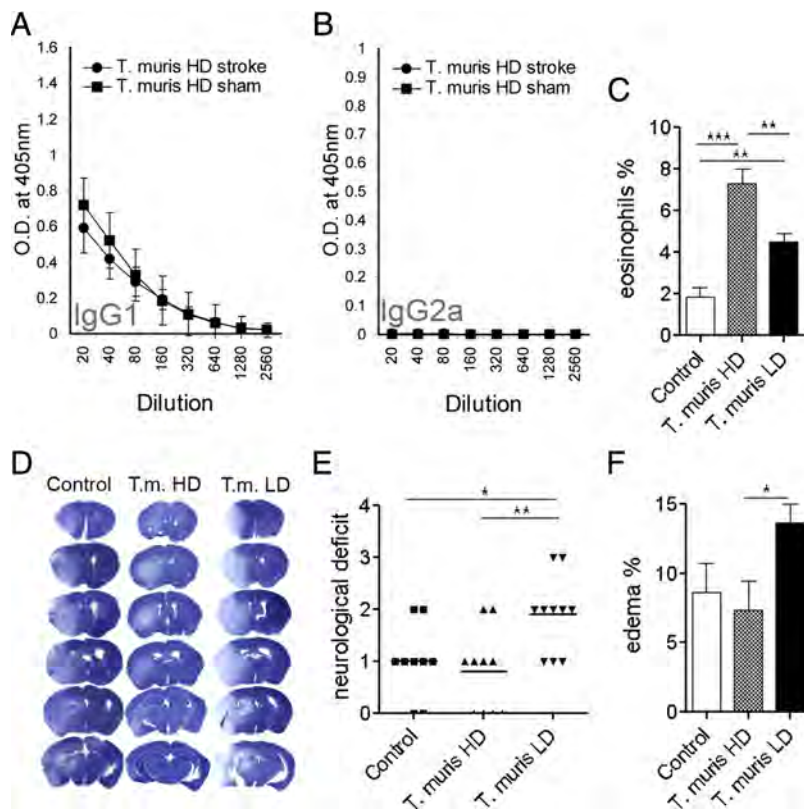 A
T. muris HD stroke
T. muris HD sham
O.D. at 405nm
1.6
1.4
1.2
1
0.8
0.6
0.4
0.2
0
IgG1
20
40
80
160
320
640
1280
2560
Dilution
B
T. muris HD stroke
T. muris HD sham
O.D. at 405nm
1
0.9
0.8
0.7
0.6
0.5
0.4
0.3
0.2
0.1
0
IgG2a
20
40
80
160
320
640
1280
2560
Dilution
C
eosinophils %
10
8
6
4
2
0
***
**
**
Control
T. muris HD
T. muris LD
D
Control T.m. HD T.m. LD
E
neurological deficit
4
3
2
1
0
*
**
Control
T. muris HD
T. muris LD
F
edema %
15
10
5
0
*
Control
T. muris HD
T. muris LD